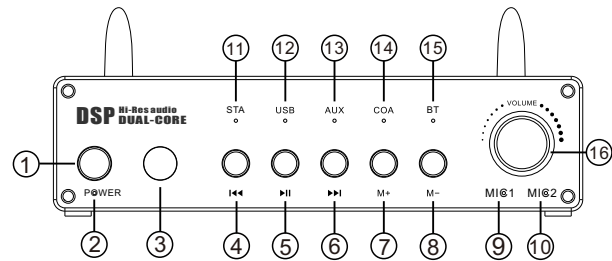 11 12 13 14 15
STA USB AUX COA BT VOLUME
DSP Hi-Res audio
DUAL-CORE
1 16
POWER M+ M- MIC1 MIC2
2 3 4 5 6 7 8 9 10